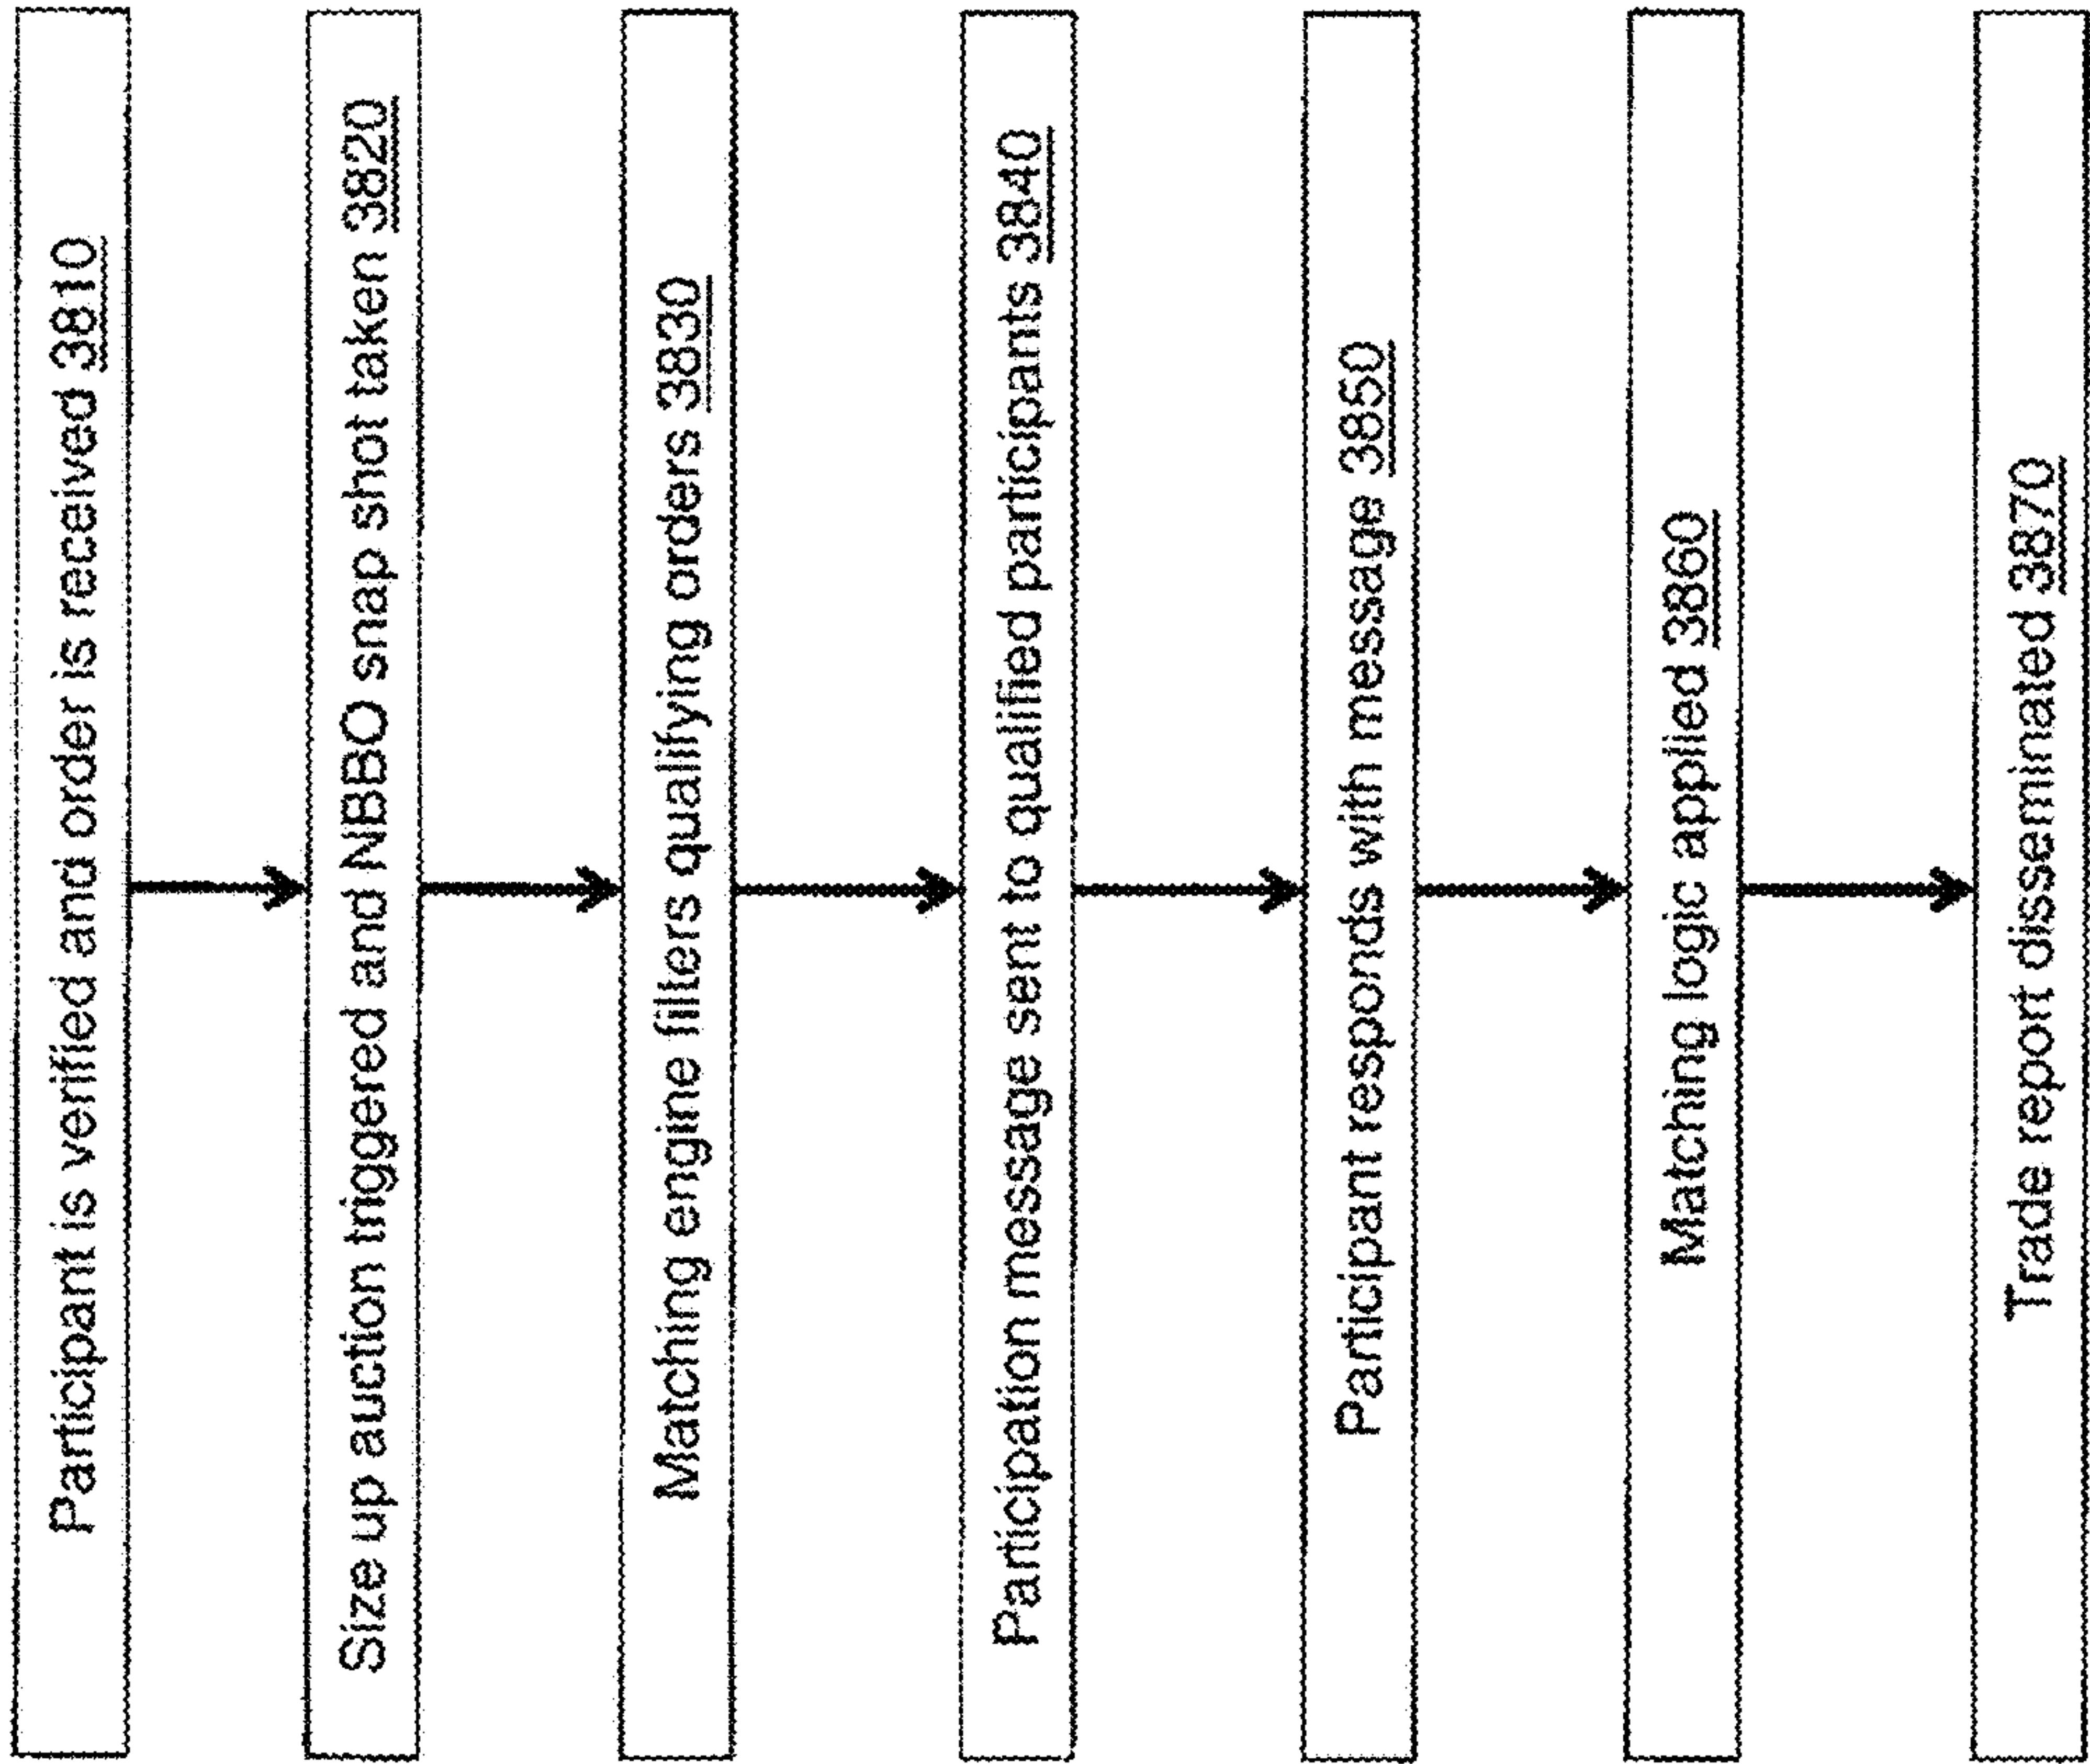 Participant is verified and order is received 3810
Size up auction triggered and NBBO snap shot taken 3820
Matching engine filters qualifying orders 3830
Participation message sent to qualified participants 3840
Participant responds with message 3850
Matching logic applied 3860
Trade report disseminated 3870